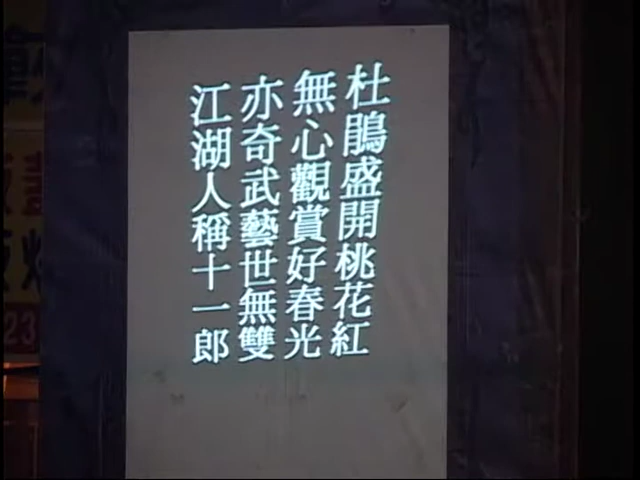 杜鵑盛開桃花紅
無心觀賞好春光
亦奇武藝世無雙
江湖人稱十一郎
23